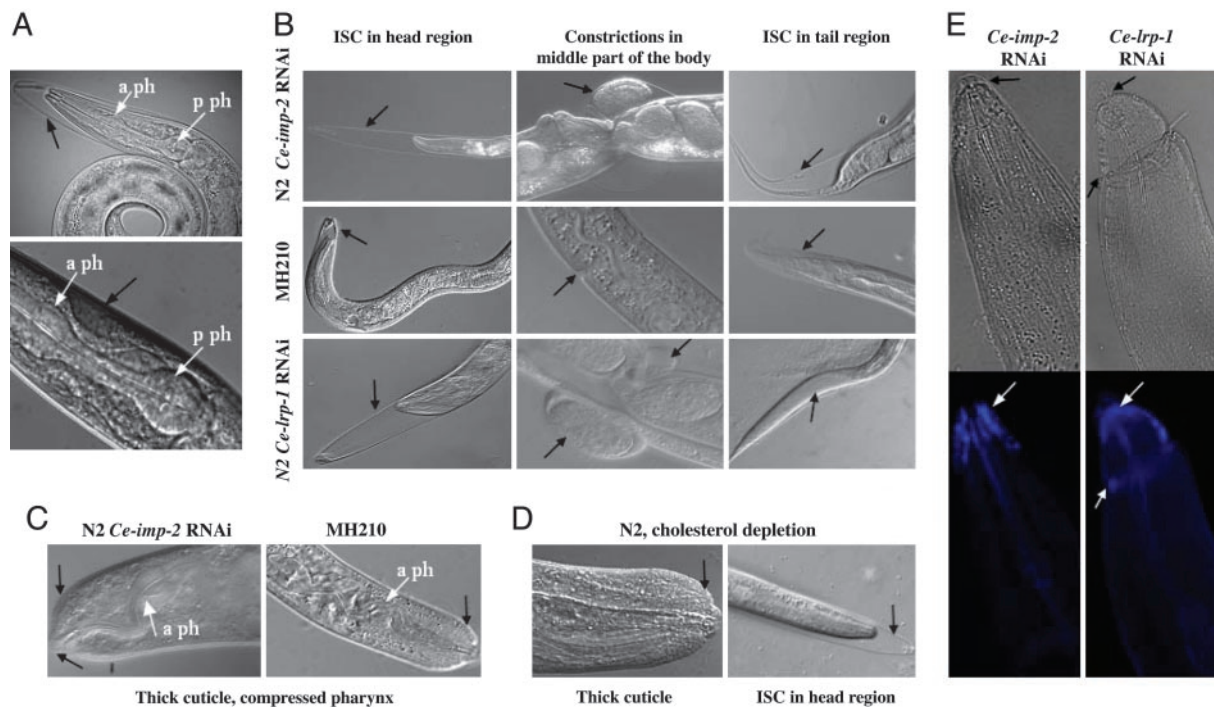 A
a ph
p ph
a ph
p ph
B
ISC in head region
Constrictions in
middle part of the body
ISC in tail region
N2 Ce-imp-2 RNAi
MH210
N2 Ce-lrp-1 RNAi
C
N2 Ce-imp-2 RNAi
MH210
a ph
a ph
Thick cuticle, compressed pharynx
D
N2, cholesterol depletion
Thick cuticle
ISC in head region
E
Ce-imp-2
RNAi
Ce-lrp-1
RNAi